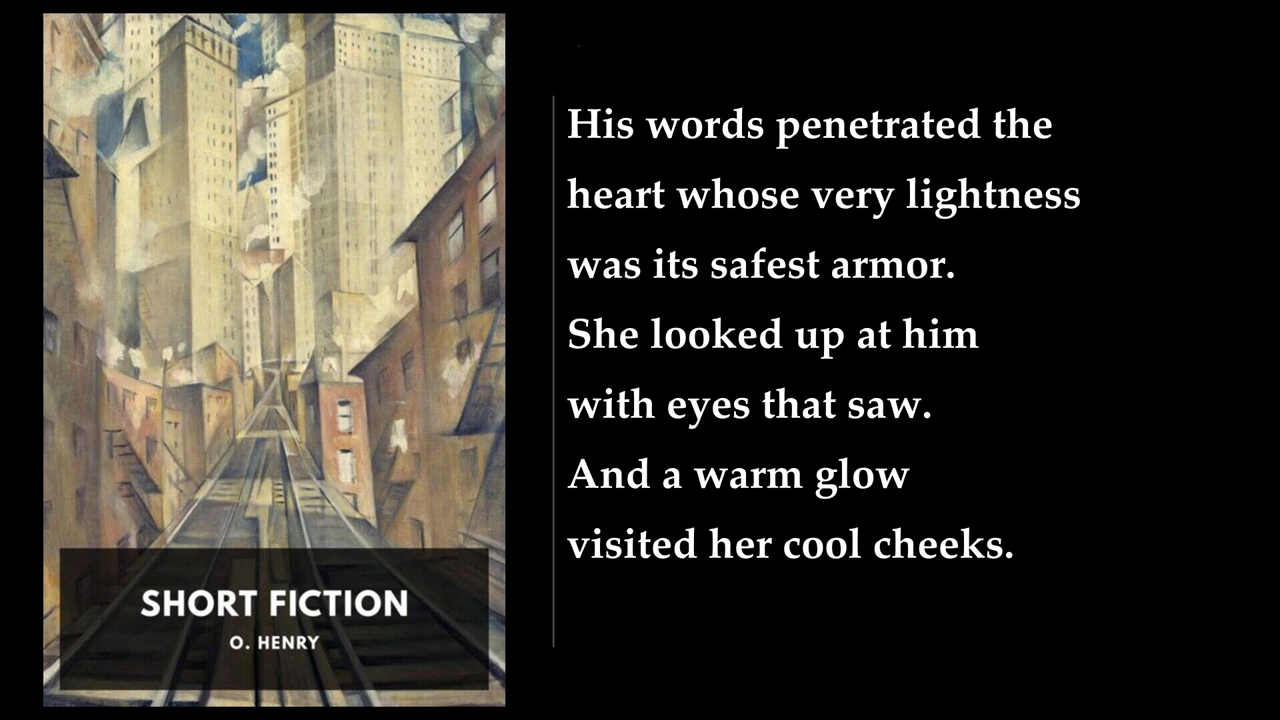 SHORT FICTION
O. HENRY
His words penetrated the
heart whose very lightness
was its safest armor.
She looked up at him
with eyes that saw.
And a warm glow
visited her cool cheeks.